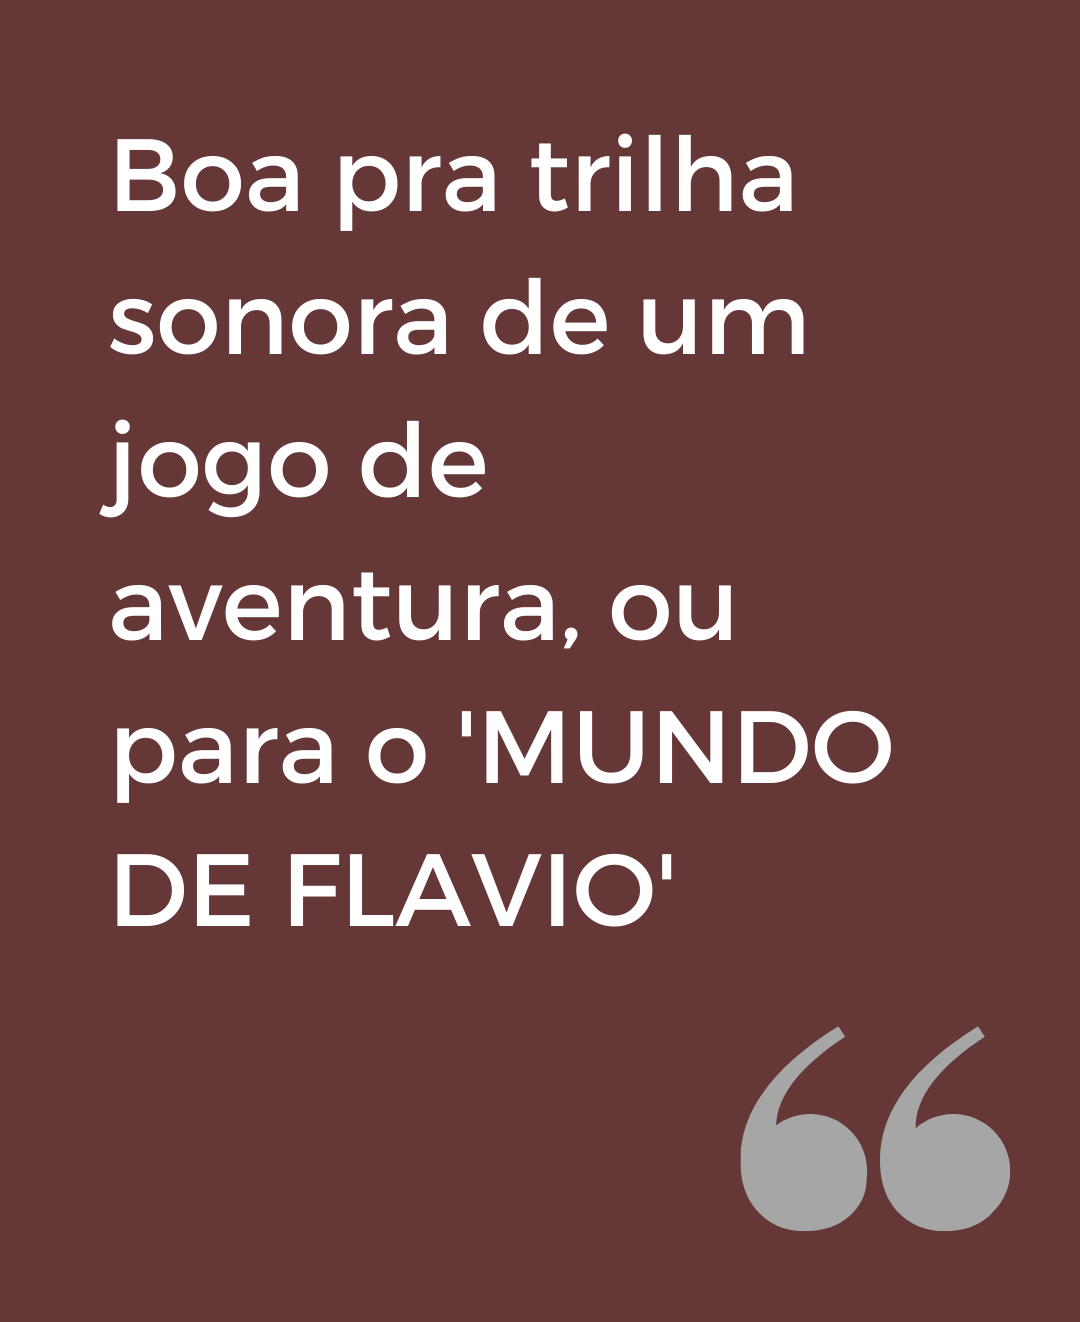 Boa pra trilha
sonora de um
jogo de
aventura, ou
para o 'MUNDO
DE FLAVIO'
“